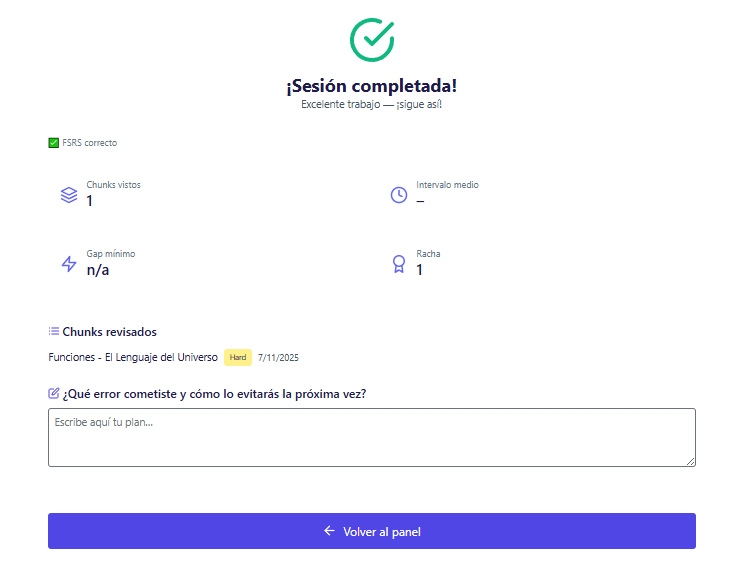 ¡Sesión completada!
Excelente trabajo — ¡sigue así!
FSRS correcto
Chunks vistos
1
Intervalo medio
–
Gap mínimo
n/a
Racha
1
Chunks revisados
Funciones - El Lenguaje del Universo Hard 7/11/2025
¿Qué error cometiste y cómo lo evitarás la próxima vez?
Escribe aquí tu plan...
Volver al panel